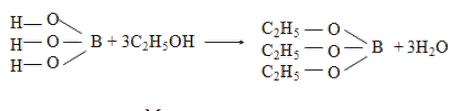 H — O
H — O — B + 3C₂H₅OH ⟶ C₂H₅ — O
H — O
C₂H₅ — O — B + 3H₂O
C₂H₅ — O